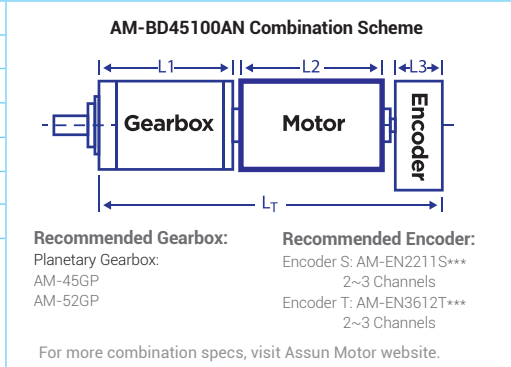 AM-BD45100AN Combination Scheme
L1 L2 L3
Gearbox Motor Encoder
LT
Recommended Gearbox:
Planetary Gearbox:
AM-45GP
AM-52GP
Recommended Encoder:
Encoder S: AM-EN2211S***
2~3 Channels
Encoder T: AM-EN3612T***
2~3 Channels
For more combination specs, visit Assun Motor website.